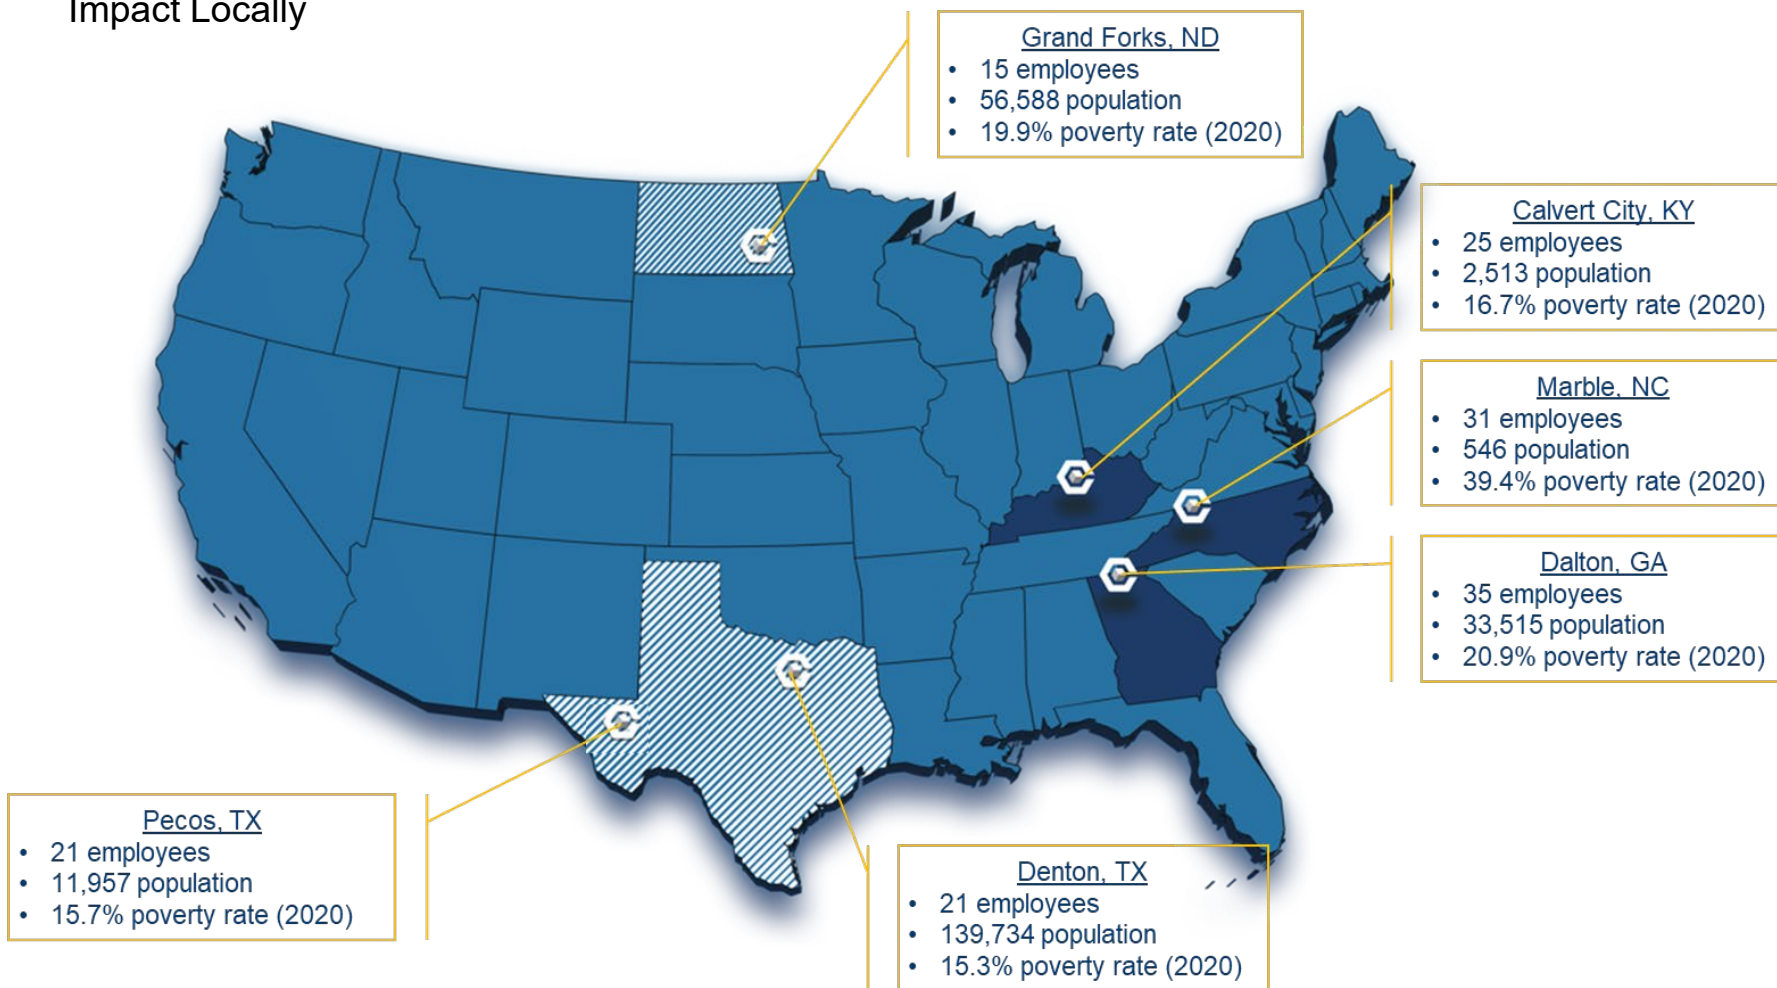 Impact Locally
Grand Forks, ND
• 15 employees
• 56,588 population
• 19.9% poverty rate (2020)
Calvert City, KY
• 25 employees
• 2,513 population
• 16.7% poverty rate (2020)
Marble, NC
• 31 employees
• 546 population
• 39.4% poverty rate (2020)
Dalton, GA
• 35 employees
• 33,515 population
• 20.9% poverty rate (2020)
Pecos, TX
• 21 employees
• 11,957 population
• 15.7% poverty rate (2020)
Denton, TX
• 21 employees
• 139,734 population
• 15.3% poverty rate (2020)